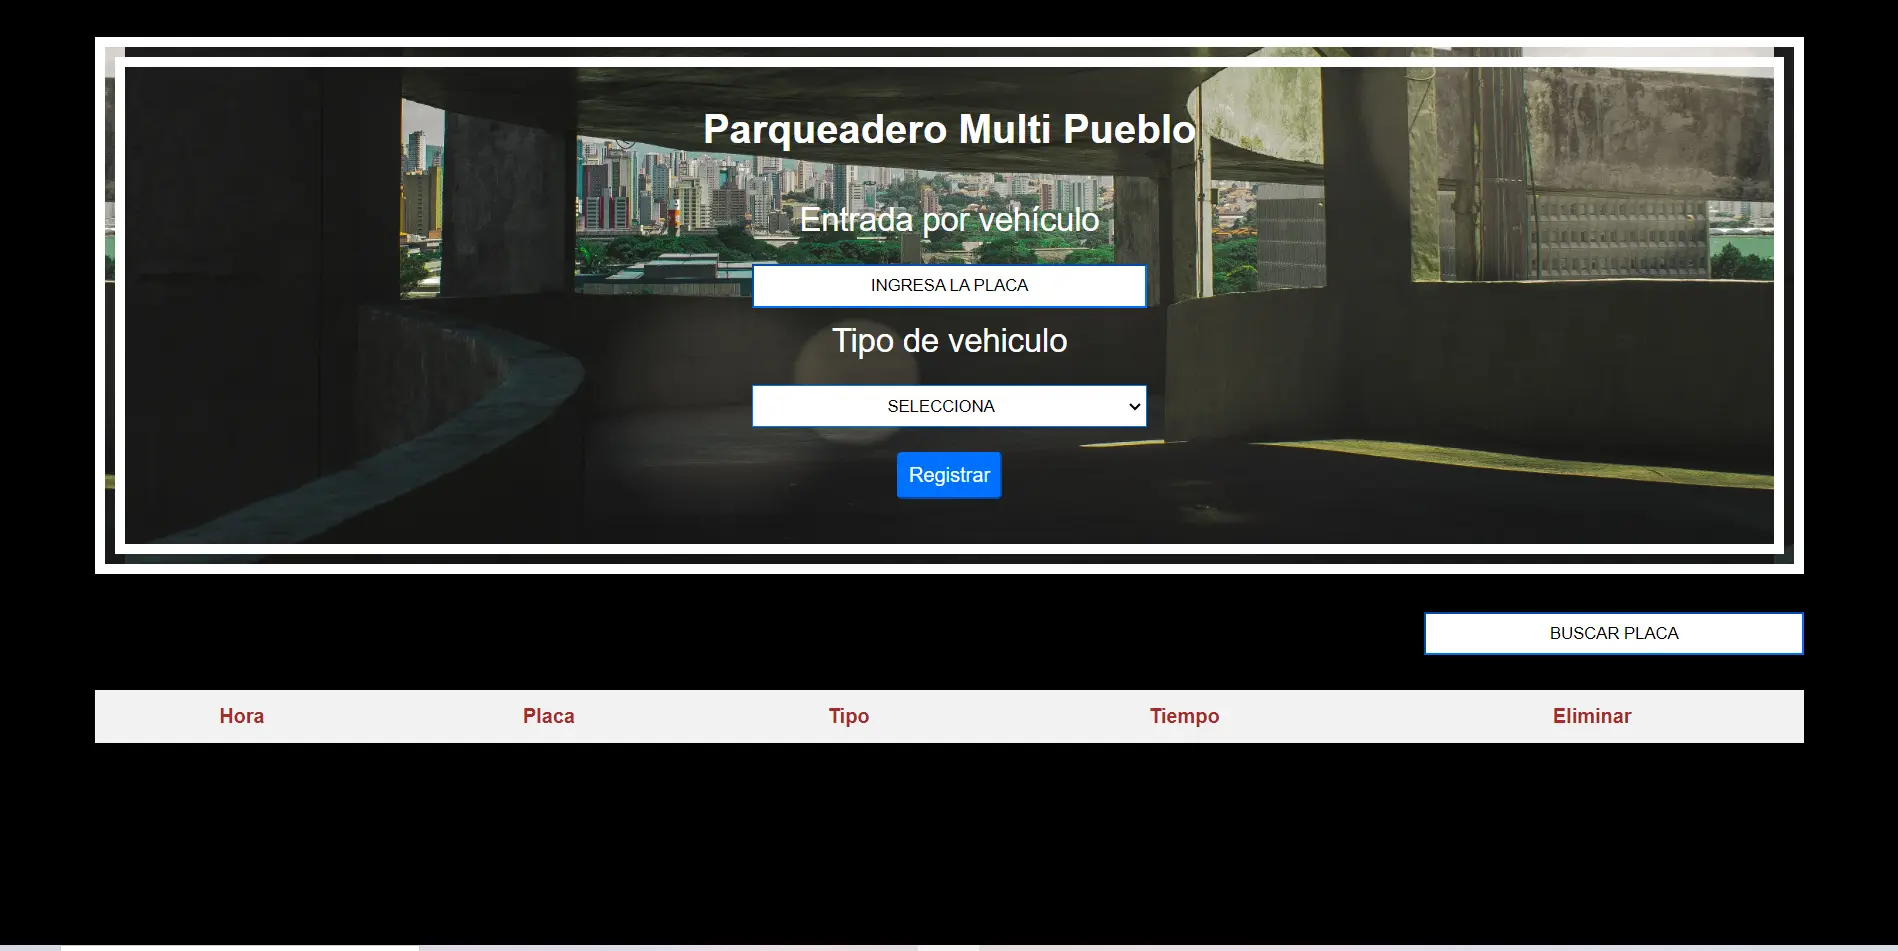 Parqueadero Multi Pueblo
Entrada por vehículo
INGRESA LA PLACA
Tipo de vehiculo
SELECCIONA
Registrar
BUSCAR PLACA
Hora Placa Tipo Tiempo Eliminar